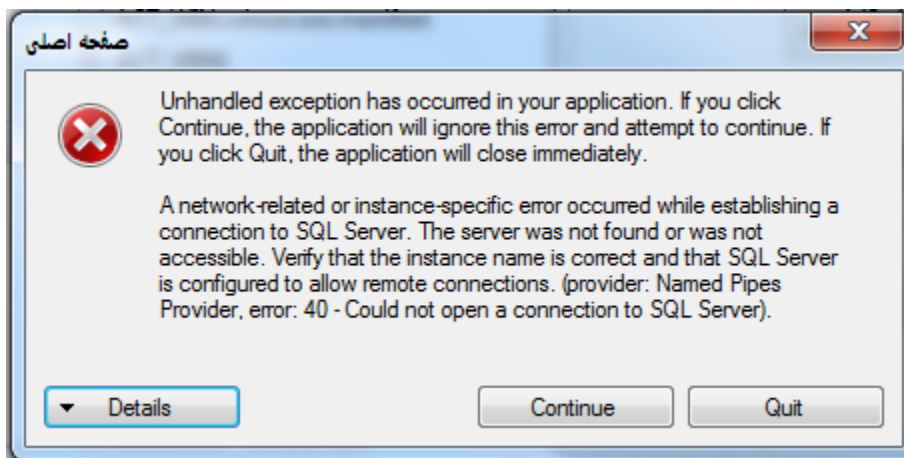 صفحه اصلی
Unhandled exception has occurred in your application. If you click
Continue, the application will ignore this error and attempt to continue. If
you click Quit, the application will close immediately.
A network-related or instance-specific error occurred while establishing a
connection to SQL Server. The server was not found or was not
accessible. Verify that the instance name is correct and that SQL Server
is configured to allow remote connections. (provider: Named Pipes
Provider, error: 40 - Could not open a connection to SQL Server).
Details
Continue
Quit